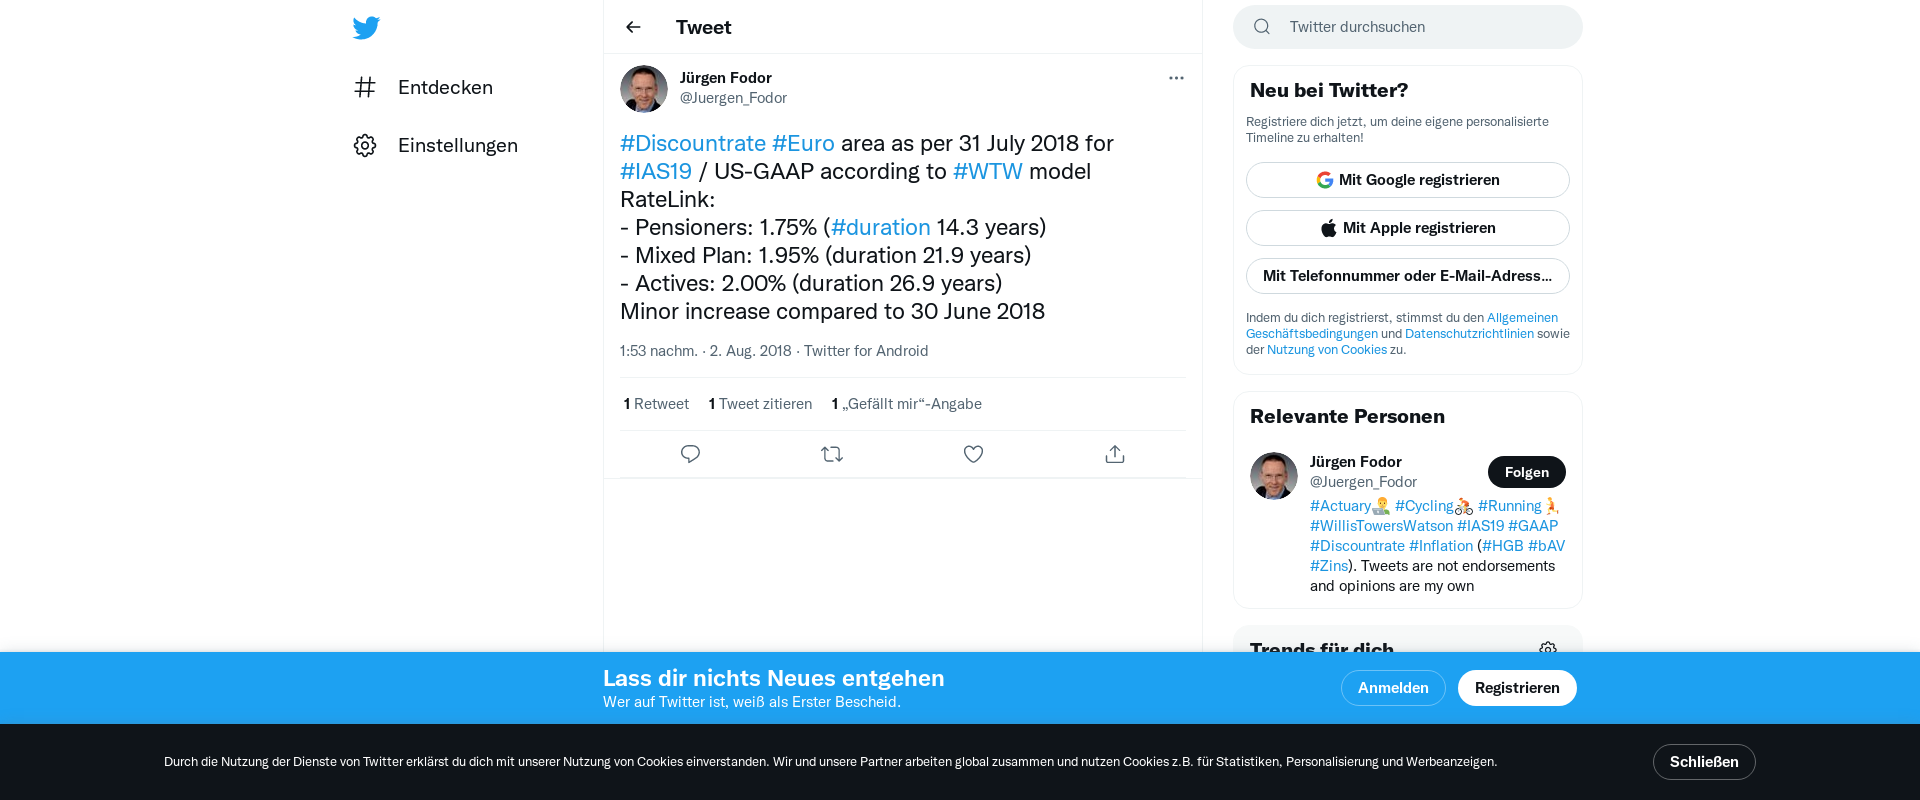 Entdecken
Einstellungen
Tweet
Jürgen Fodor
@Juergen_Fodor
#Discountrate #Euro area as per 31 July 2018 for
#IAS19 / US-GAAP according to #WTW model
RateLink:
- Pensioners: 1.75% (#duration 14.3 years)
- Mixed Plan: 1.95% (duration 21.9 years)
- Actives: 2.00% (duration 26.9 years)
Minor increase compared to 30 June 2018
1:53 nachm. · 2. Aug. 2018 · Twitter for Android
1 Retweet 1 Tweet zitieren 1 „Gefällt mir“-Angabe
Twitter durchsuchen
Neu bei Twitter?
Registriere dich jetzt, um deine eigene personalisierte
Timeline zu erhalten!
Mit Google registrieren
Mit Apple registrieren
Mit Telefonnummer oder E-Mail-Adress…
Indem du dich registrierst, stimmst du den Allgemeinen
Geschäftsbedingungen und Datenschutzrichtlinien sowie
der Nutzung von Cookies zu.
Relevante Personen
Jürgen Fodor
@Juergen_Fodor
Folgen
#Actuary #Cycling #Running
#WillisTowersWatson #IAS19 #GAAP
#Discountrate #Inflation (#HGB #bAV
#Zins). Tweets are not endorsements
and opinions are my own
Trends für dich
Lass dir nichts Neues entgehen
Wer auf Twitter ist, weiß als Erster Bescheid.
Anmelden
Registrieren
Durch die Nutzung der Dienste von Twitter erklärst du dich mit unserer Nutzung von Cookies einverstanden. Wir und unsere Partner arbeiten global zusammen und nutzen Cookies z.B. für Statistiken, Personalisierung und Werbeanzeigen.
Schließen